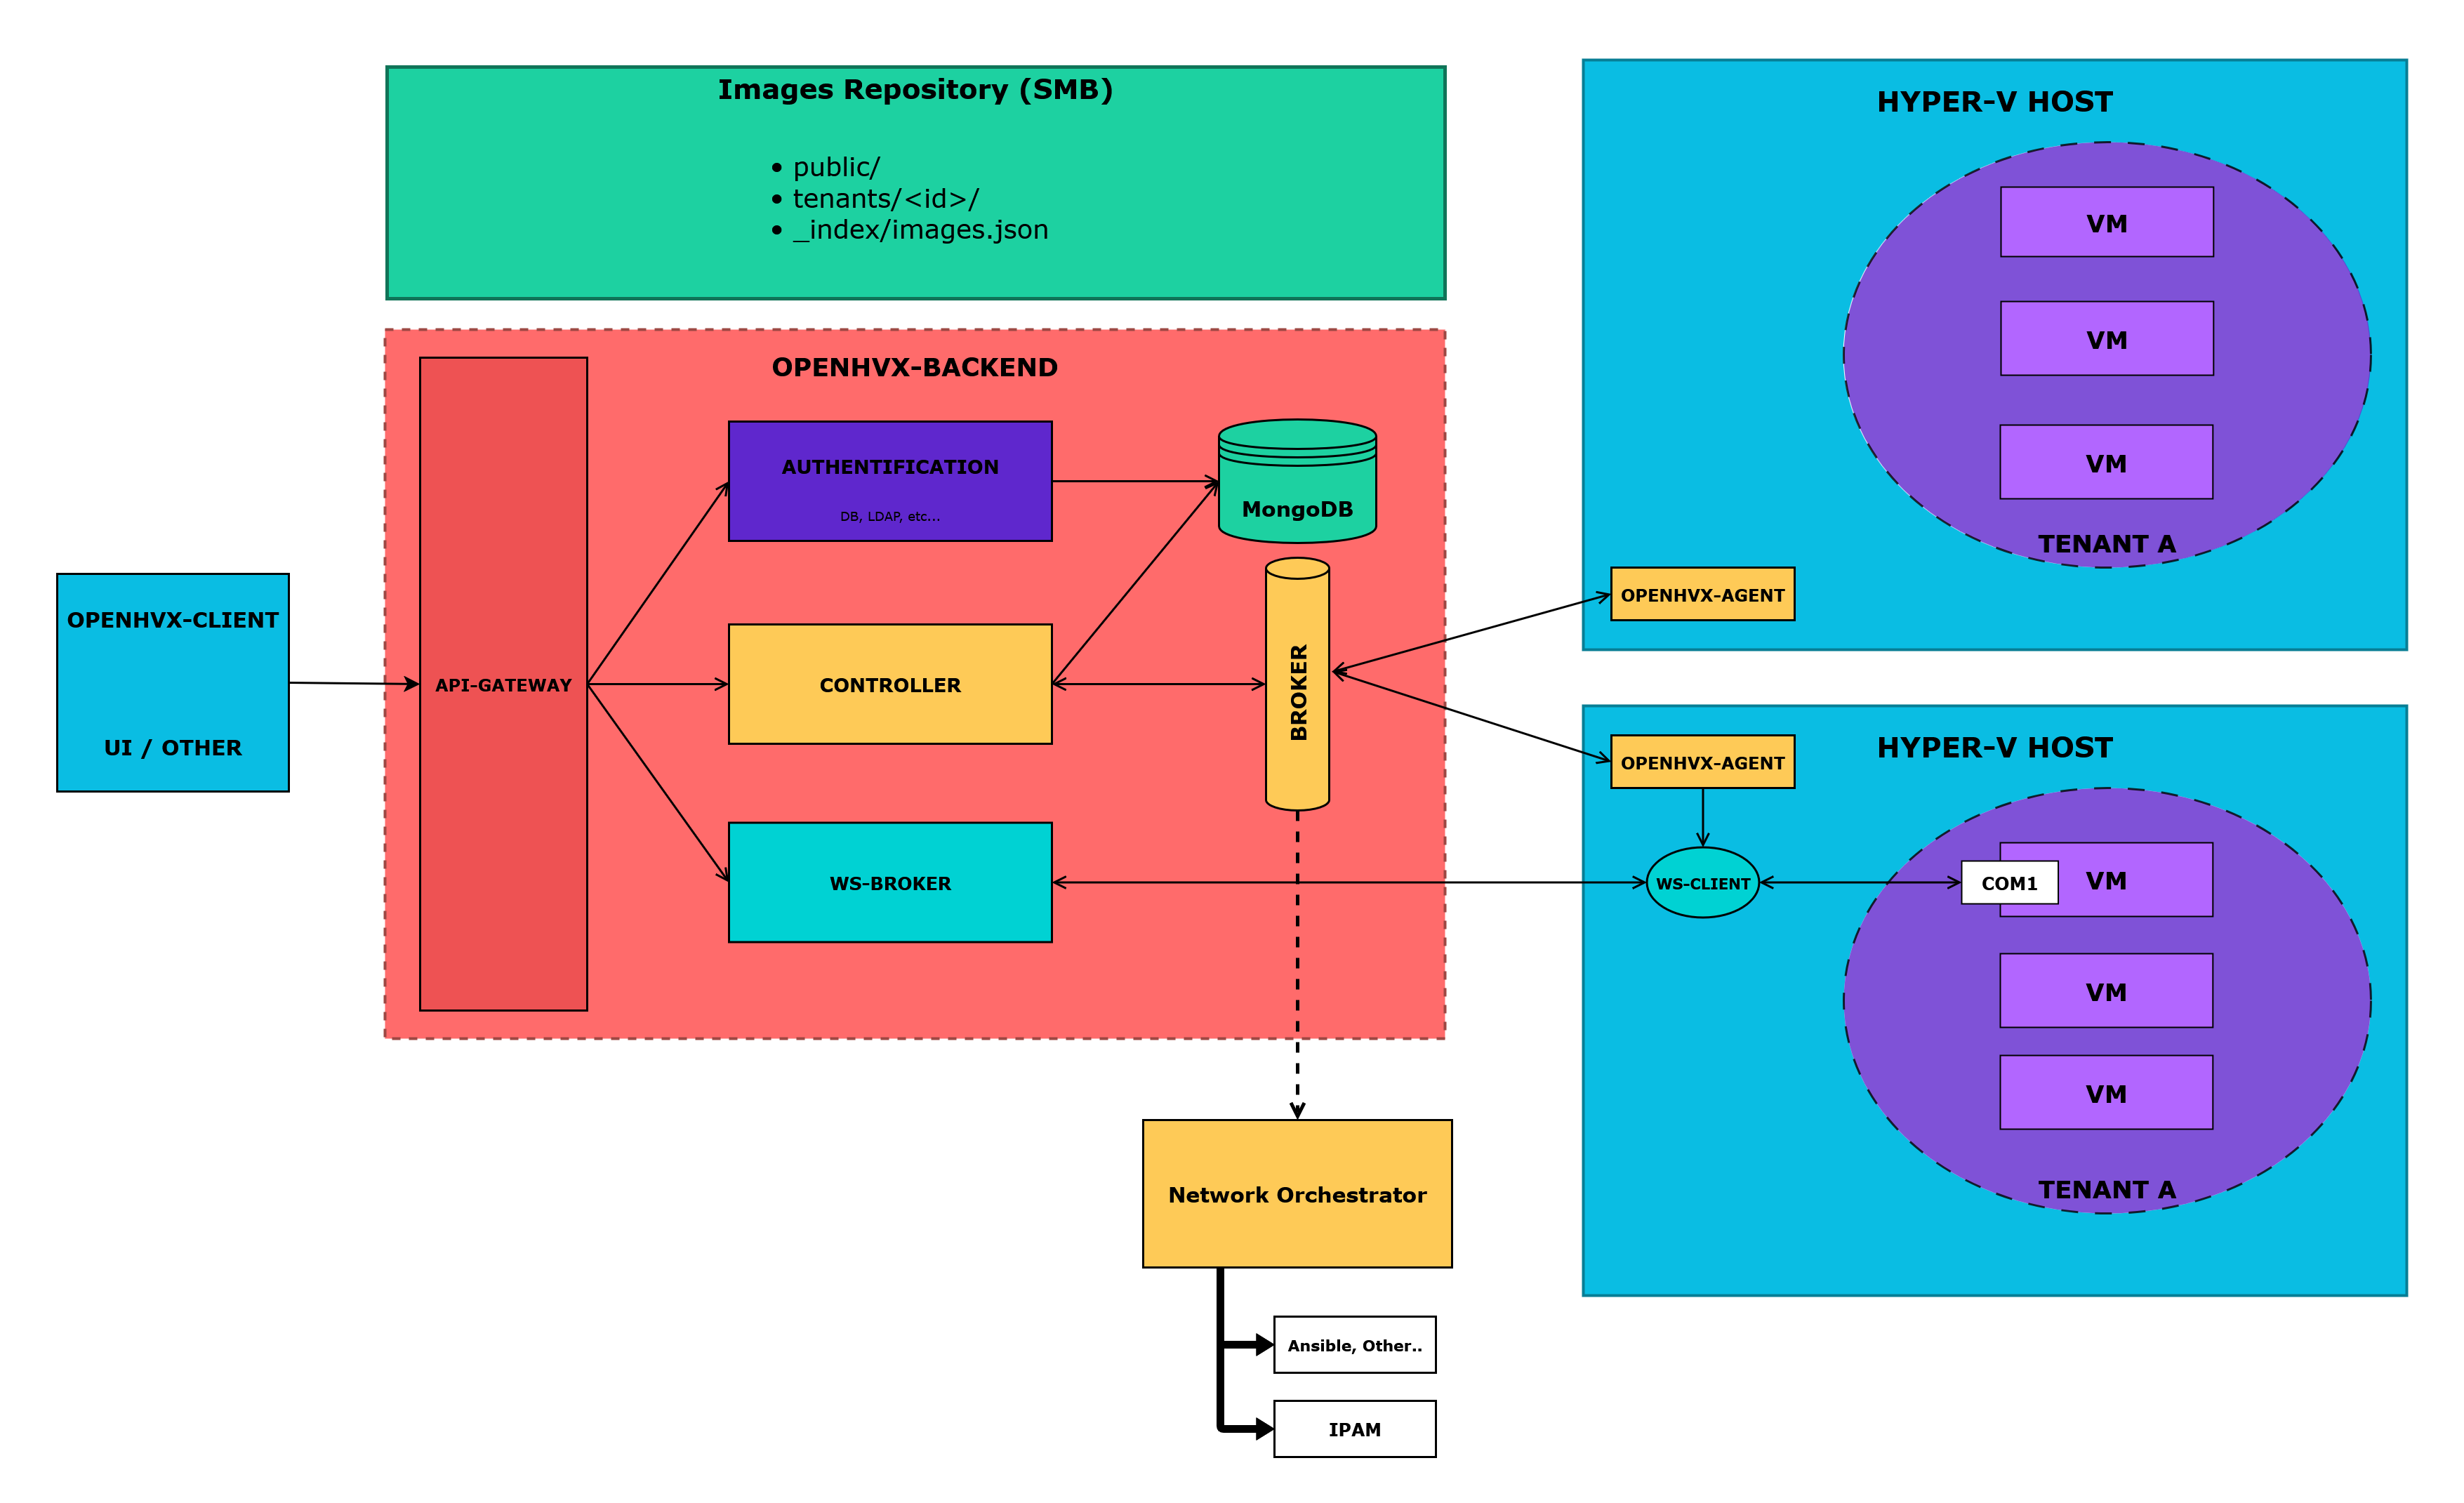 Images Repository (SMB)
• public/
• tenants/<id>/
• _index/images.json
OPENHVX-BACKEND
OPENHVX-CLIENT
UI / OTHER
API-GATEWAY
AUTHENTIFICATION
DB, LDAP, etc...
CONTROLLER
WS-BROKER
MongoDB
BROKER
HYPER-V HOST
VM
VM
VM
TENANT A
OPENHVX-AGENT
HYPER-V HOST
OPENHVX-AGENT
WS-CLIENT
COM1
VM
VM
VM
TENANT A
Network Orchestrator
Ansible, Other..
IPAM